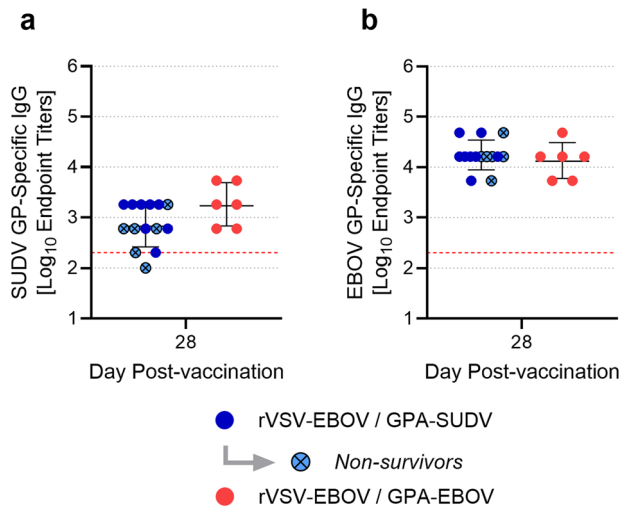 a
SUDV GP-Specific IgG
[Log10 Endpoint Titers]
6
5
4
3
2
1
28
Day Post-vaccination
b
EBOV GP-Specific IgG
[Log10 Endpoint Titers]
6
5
4
3
2
1
28
Day Post-vaccination
rVSV-EBOV / GPA-SUDV
Non-survivors
rVSV-EBOV / GPA-EBOV